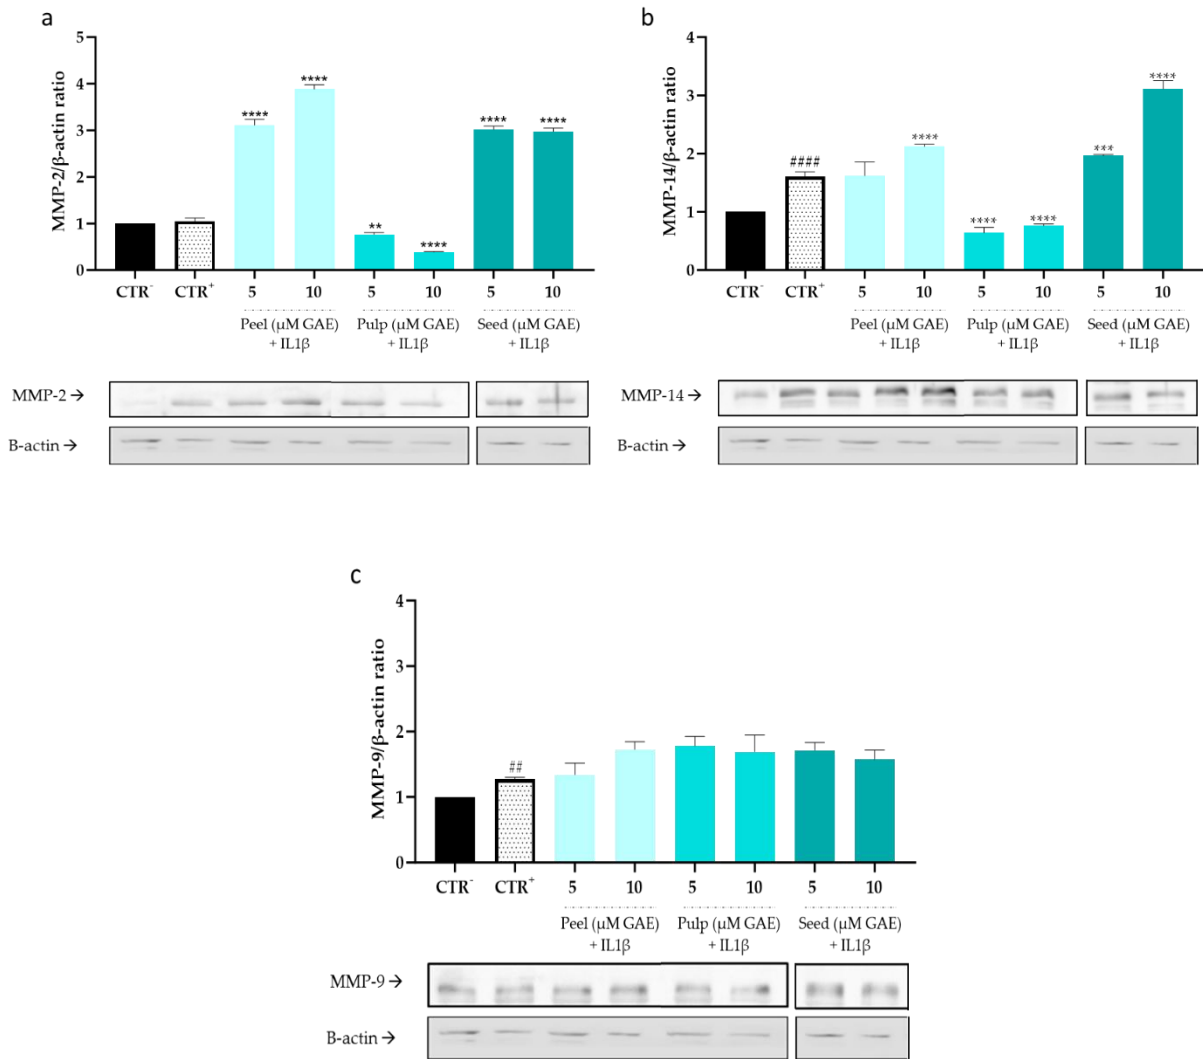 a
MMP-2/β-actin ratio
5
4
3
2
1
0
****
****
**
****
****
****
CTR⁻ CTR⁺ 5 10 5 10 5 10
Peel (μM GAE) Pulp (μM GAE) Seed (μM GAE)
+ IL1β + IL1β + IL1β
MMP-2 →
B-actin →
b
MMP-14/β-actin ratio
4
3
2
1
0
####
****
****
****
***
****
CTR⁻ CTR⁺ 5 10 5 10 5 10
Peel (μM GAE) Pulp (μM GAE) Seed (μM GAE)
+ IL1β + IL1β + IL1β
MMP-14 →
B-actin →
c
MMP-9/β-actin ratio
4
3
2
1
0
##
CTR⁻ CTR⁺ 5 10 5 10 5 10
Peel (μM GAE) Pulp (μM GAE) Seed (μM GAE)
+ IL1β + IL1β + IL1β
MMP-9 →
B-actin →